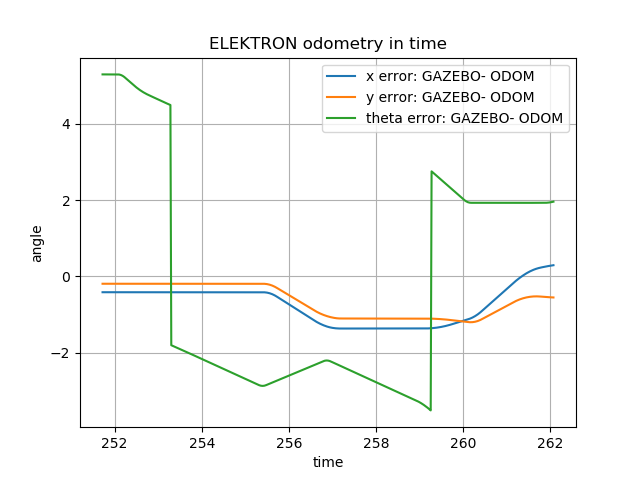 ELEKTRON odometry in time
x error: GAZEBO- ODOM
y error: GAZEBO- ODOM
theta error: GAZEBO- ODOM
angle
4
2
0
−2
252 254 256 258 260 262
time